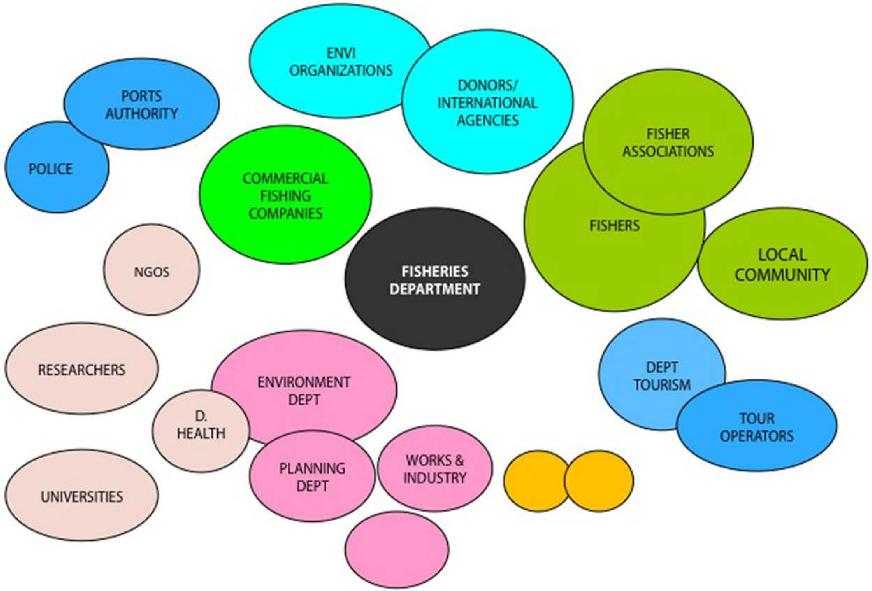 ENVI
ORGANIZATIONS
DONORS/
INTERNATIONAL
AGENCIES
PORTS
AUTHORITY
POLICE
FISHER
ASSOCIATIONS
COMMERCIAL
FISHING
COMPANIES
FISHERS
LOCAL
COMMUNITY
NGOS
FISHERIES
DEPARTMENT
RESEARCHERS
ENVIRONMENT
DEPT
DEPT
TOURISM
D.
HEALTH
TOUR
OPERATORS
PLANNING
DEPT
WORKS &
INDUSTRY
UNIVERSITIES